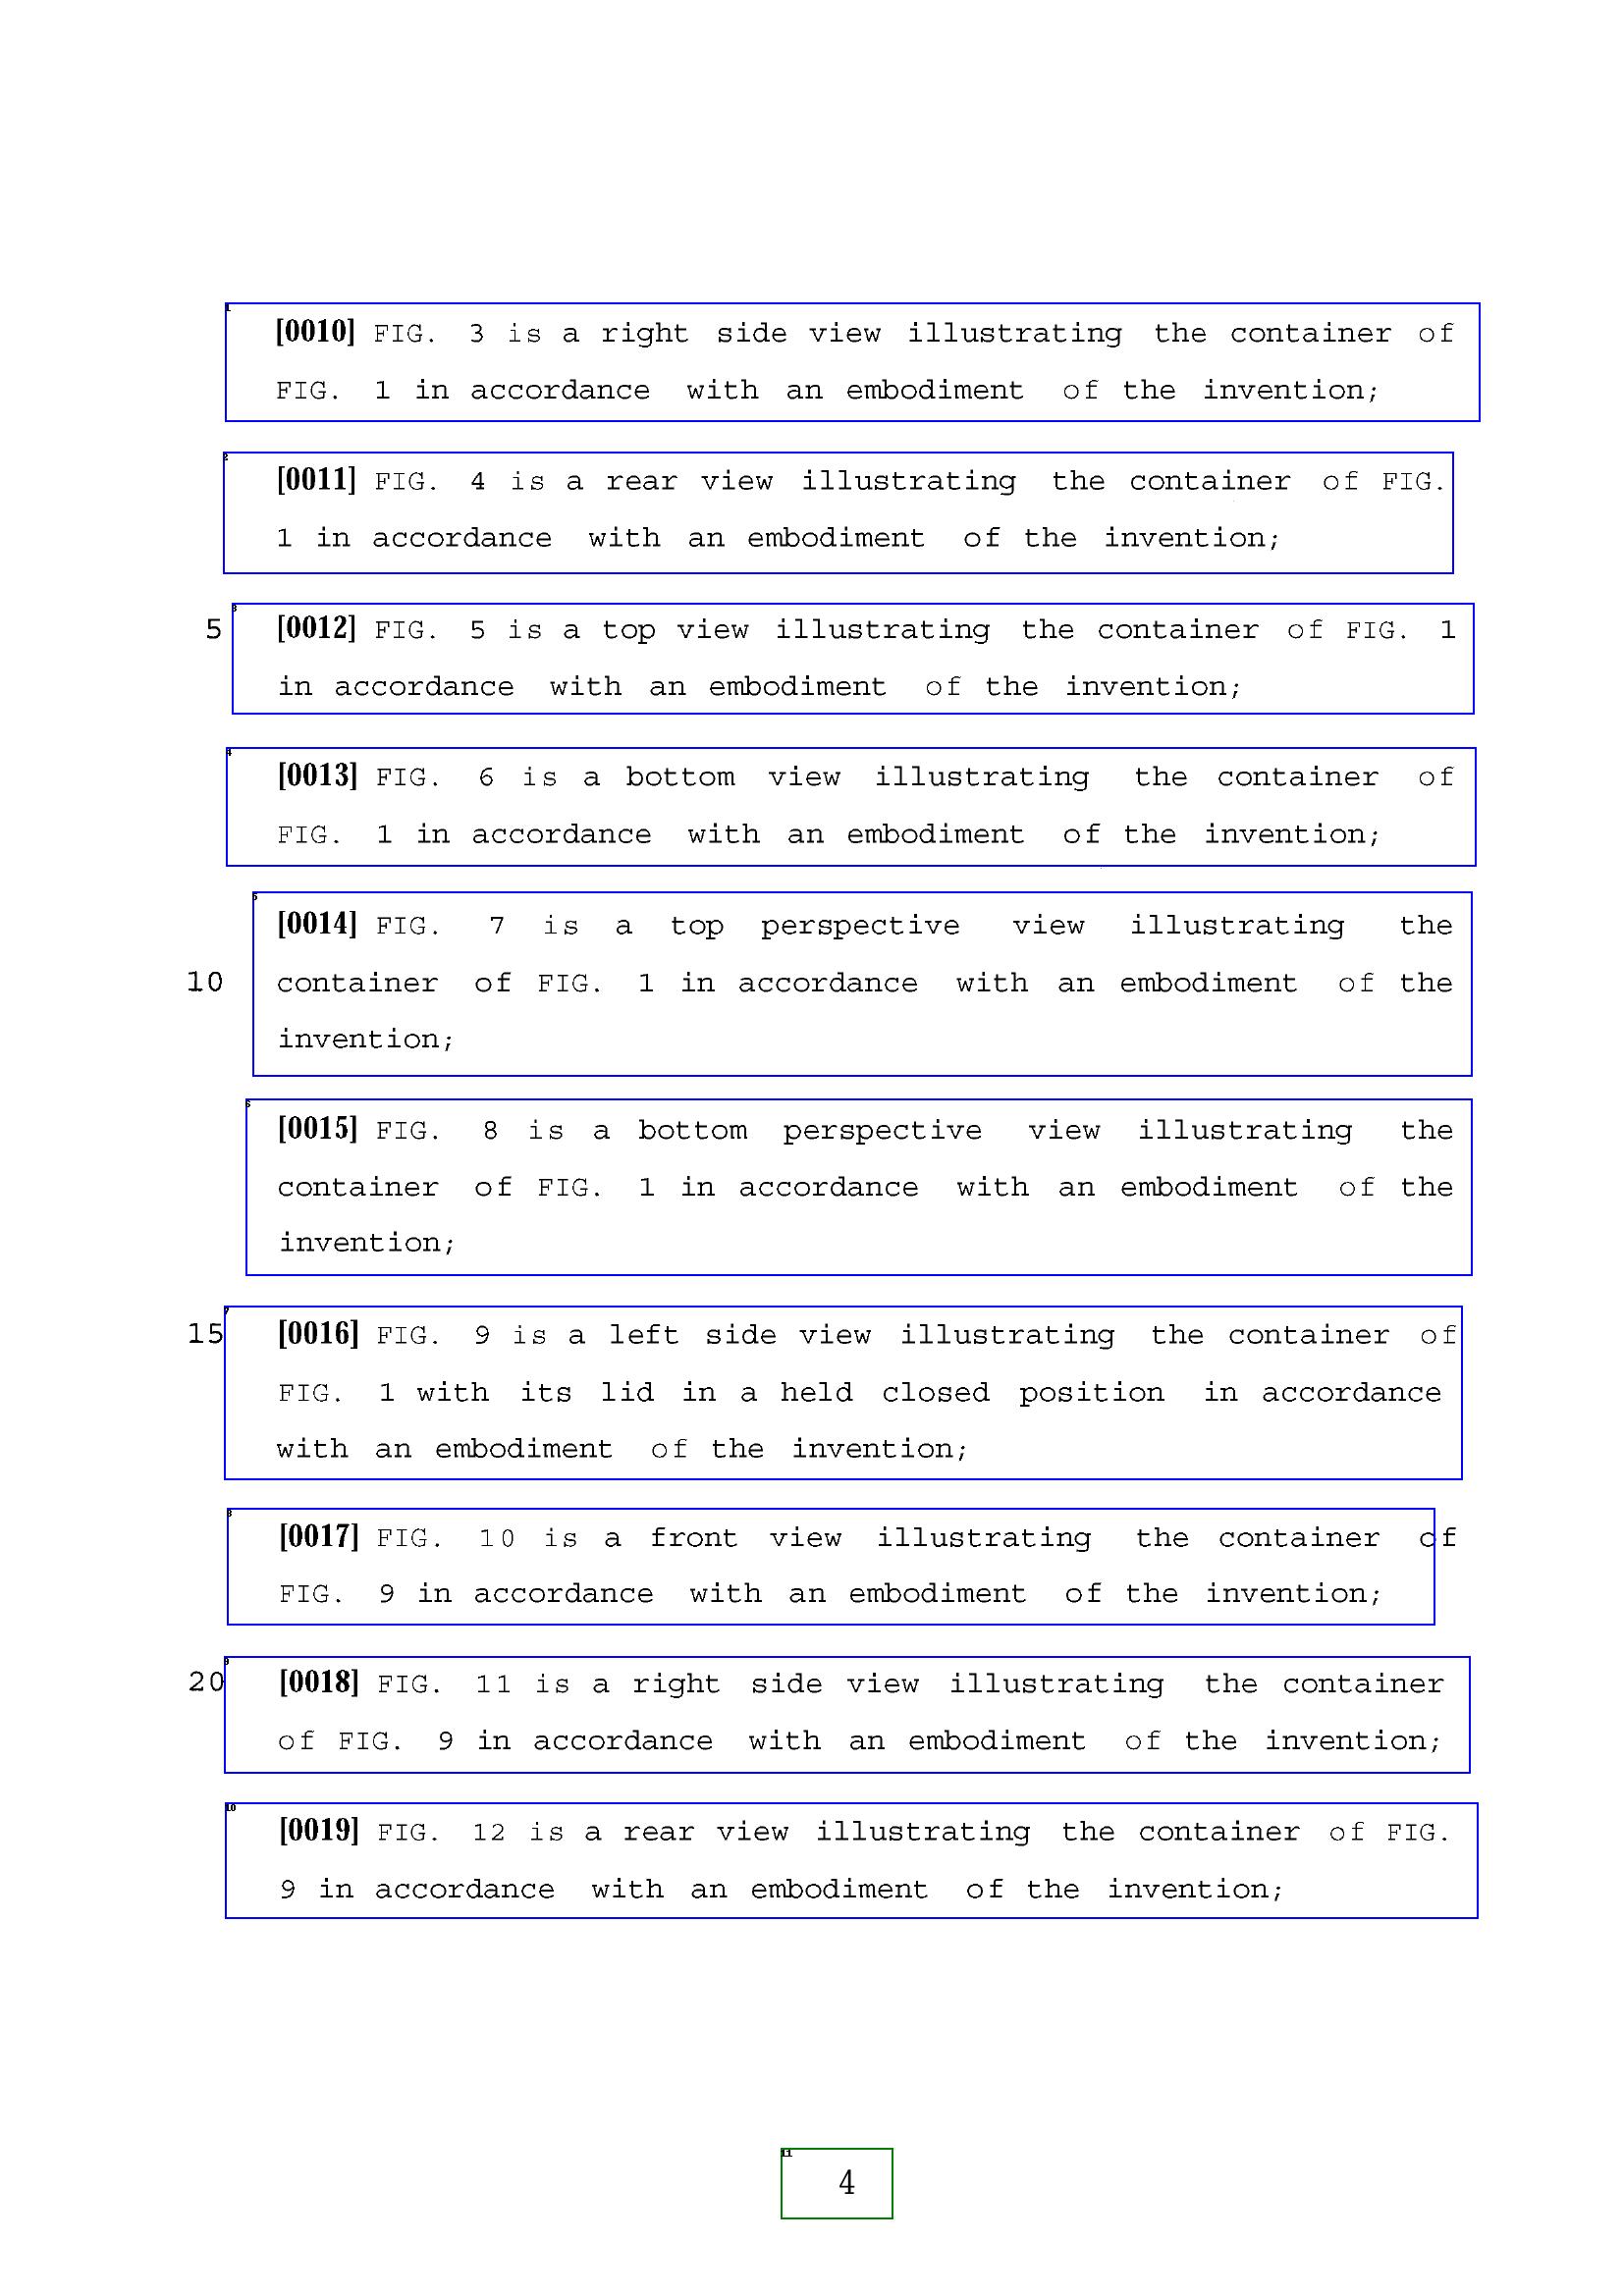 [0010] FIG. 3 is a right side view illustrating the container of
FIG. 1 in accordance with an embodiment of the invention;
[0011] FIG. 4 is a rear view illustrating the container of FIG.
1 in accordance with an embodiment of the invention;
5 [0012] FIG. 5 is a top view illustrating the container of FIG. 1
in accordance with an embodiment of the invention;
[0013] FIG. 6 is a bottom view illustrating the container of
FIG. 1 in accordance with an embodiment of the invention;
[0014] FIG. 7 is a top perspective view illustrating the
10 container of FIG. 1 in accordance with an embodiment of the
invention;
[0015] FIG. 8 is a bottom perspective view illustrating the
container of FIG. 1 in accordance with an embodiment of the
invention;
15 [0016] FIG. 9 is a left side view illustrating the container of
FIG. 1 with its lid in a held closed position in accordance
with an embodiment of the invention;
[0017] FIG. 10 is a front view illustrating the container of
FIG. 9 in accordance with an embodiment of the invention;
20 [0018] FIG. 11 is a right side view illustrating the container
of FIG. 9 in accordance with an embodiment of the invention;
[0019] FIG. 12 is a rear view illustrating the container of FIG.
9 in accordance with an embodiment of the invention;
4